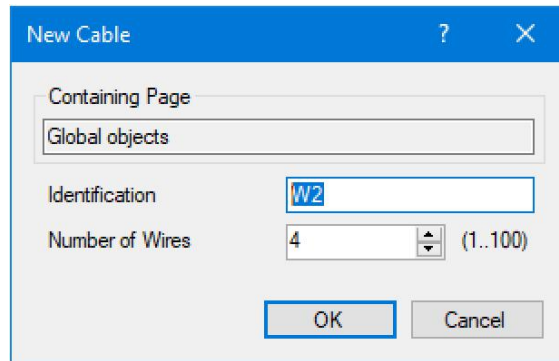 New Cable ?
Containing Page
Global objects
Identification W2
Number of Wires 4 (1..100)
OK Cancel